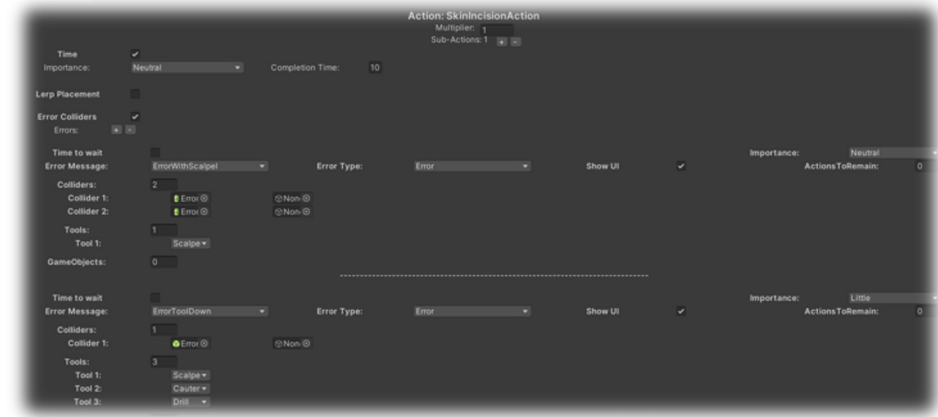 Action: SkinIncisionAction
Multiplier: 1
Sub-Actions: 1 + -
Time
Importance: Neutral Completion Time: 10
Lerp Placement
Error Colliders
Errors: + -
Time to wait Importance: Neutral
Error Message: ErrorWithScalpel Error Type: Error Show UI ActionsToRemain: 0
Colliders: 2
Collider 1: Error Non
Collider 2: Error Non
Tools: 1
Tool 1: Scalpe
GameObjects: 0
--------------------------------------------------------------------------------
Time to wait Importance: Little
Error Message: ErrorToolDown Error Type: Error Show UI ActionsToRemain: 0
Colliders: 1
Collider 1: Error Non
Tools: 3
Tool 1: Scalpe
Tool 2: Cauter
Tool 3: Drill